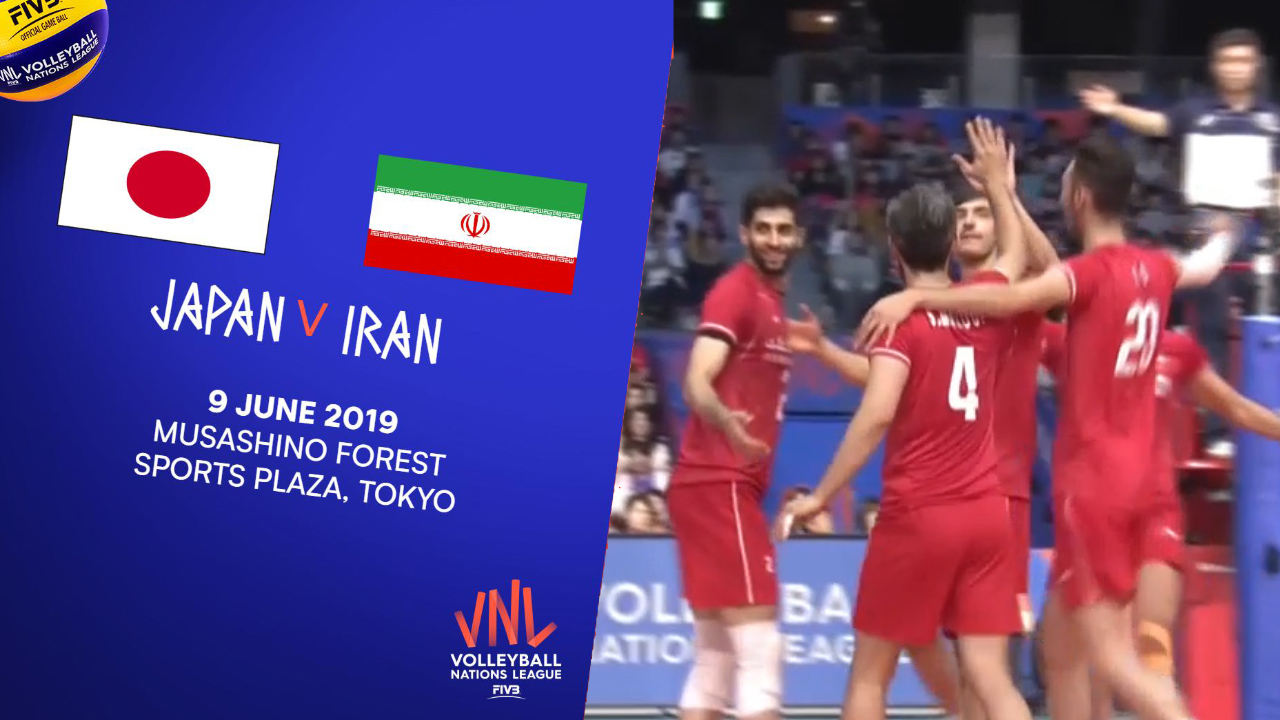 FIVB
OFFICIAL GAME BALL
VNL VOLLEYBALL
NATIONS LEAGUE
JAPAN V IRAN
9 JUNE 2019
MUSASHINO FOREST
SPORTS PLAZA, TOKYO
VNL
VOLLEYBALL
NATIONS LEAGUE
FIVB
4
20